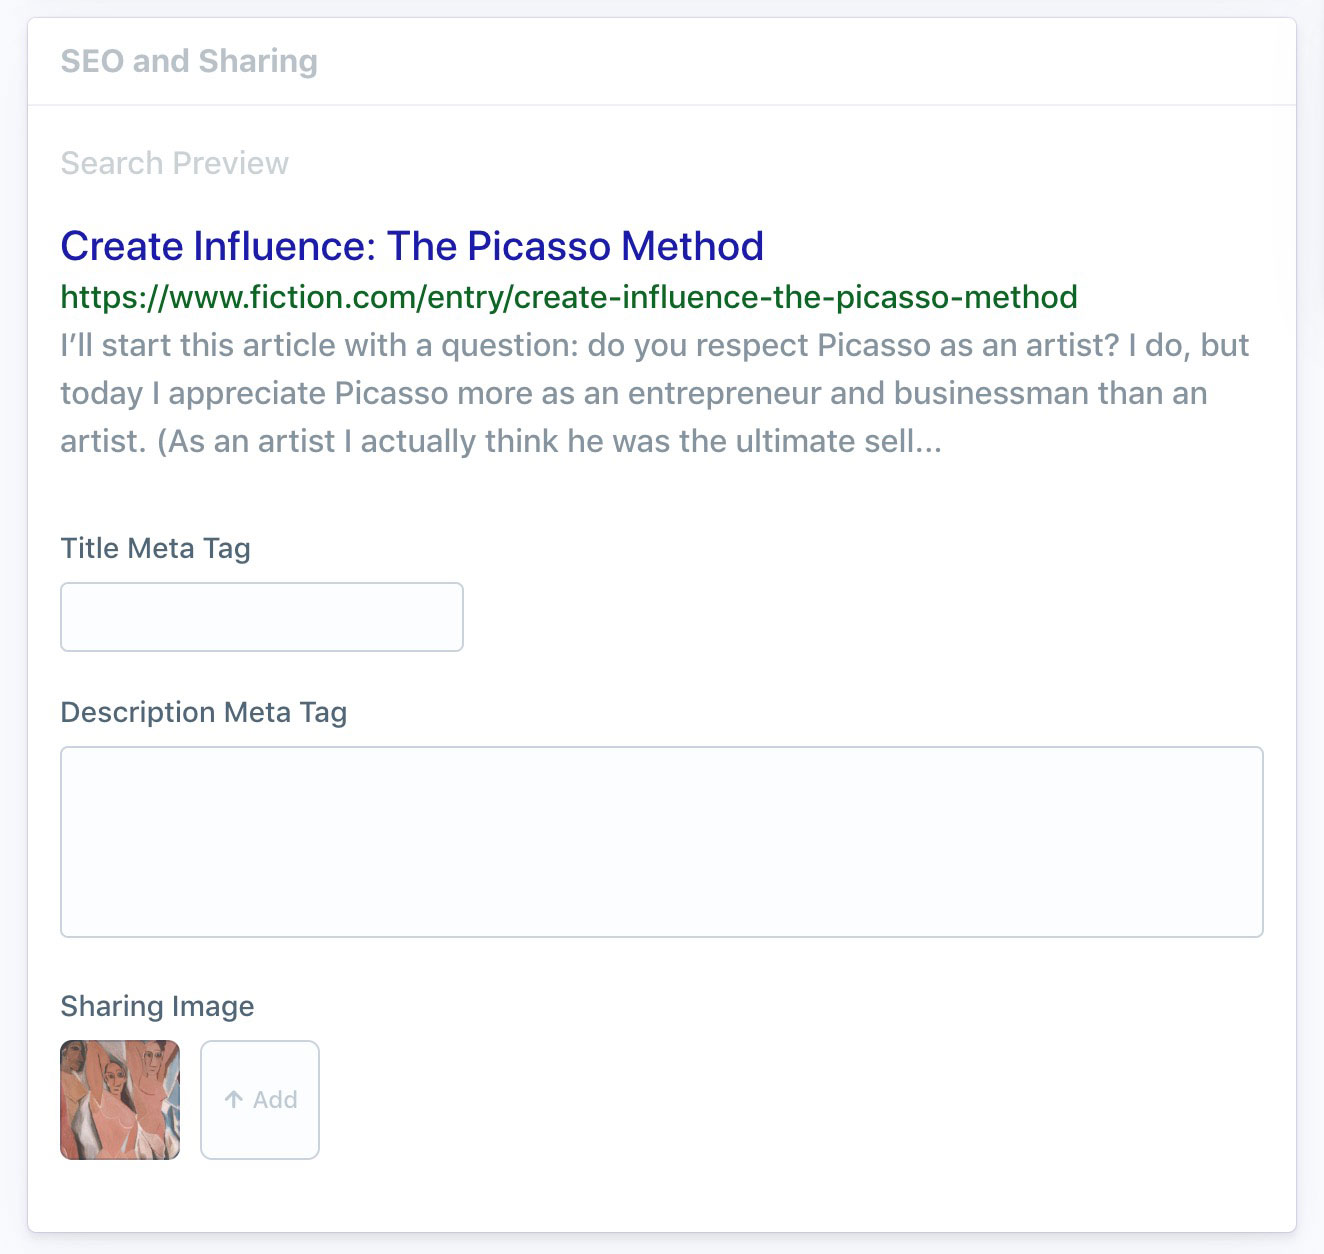 SEO and Sharing
Search Preview
Create Influence: The Picasso Method
https://www.fiction.com/entry/create-influence-the-picasso-method
I’ll start this article with a question: do you respect Picasso as an artist? I do, but
today I appreciate Picasso more as an entrepreneur and businessman than an
artist. (As an artist I actually think he was the ultimate sell...
Title Meta Tag
Description Meta Tag
Sharing Image
↑ Add